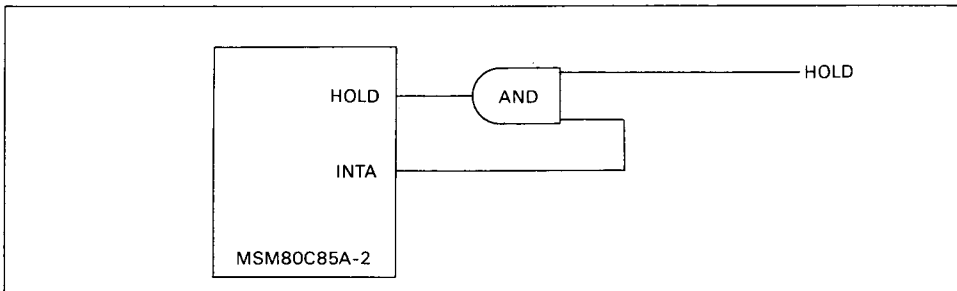 HOLD
HOLD
AND
INTA
MSM80C85A-2